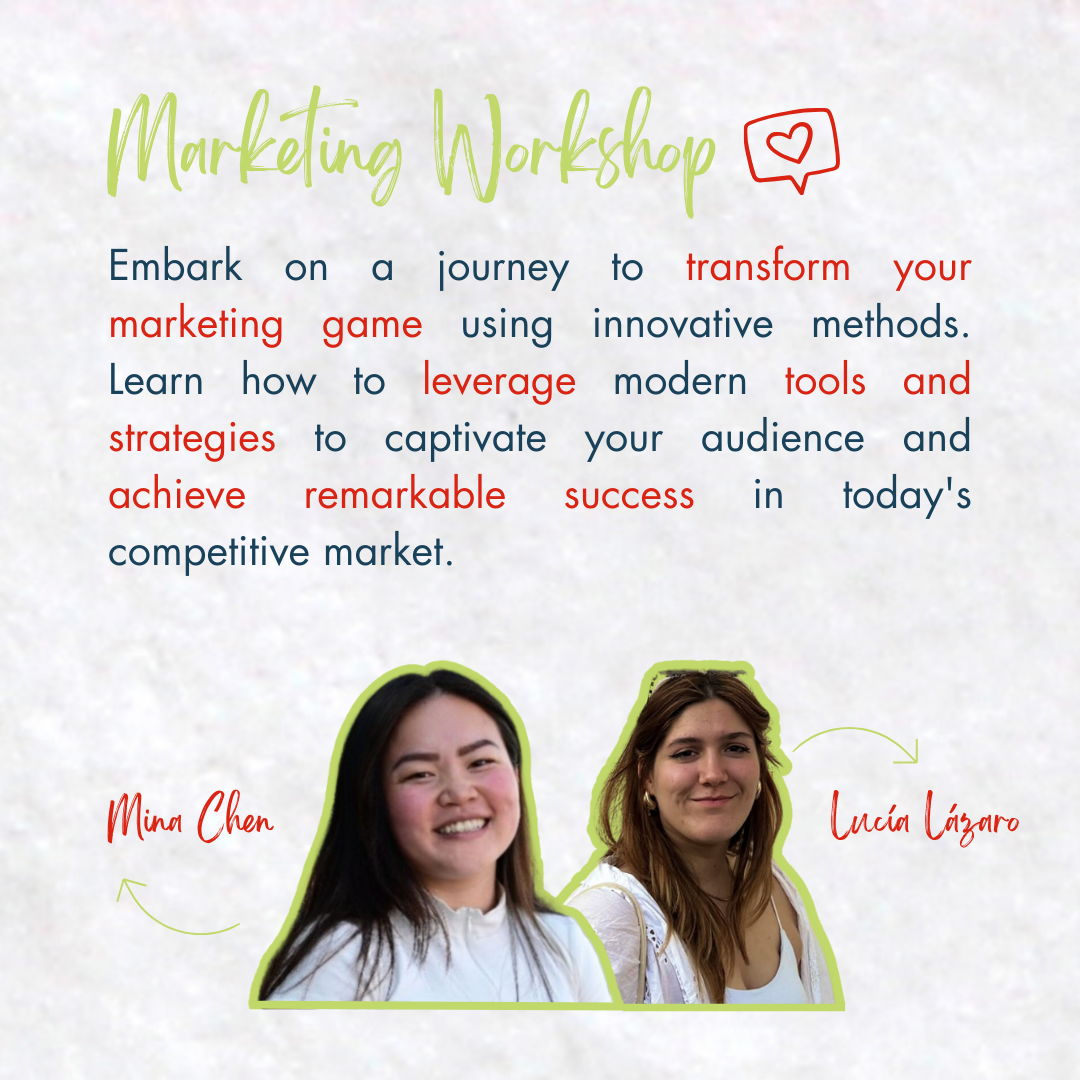 Marketing Workshop
Embark on a journey to transform your
marketing game using innovative methods.
Learn how to leverage modern tools and
strategies to captivate your audience and
achieve remarkable success in today's
competitive market.
Mina Chen
Lucía Lázaro